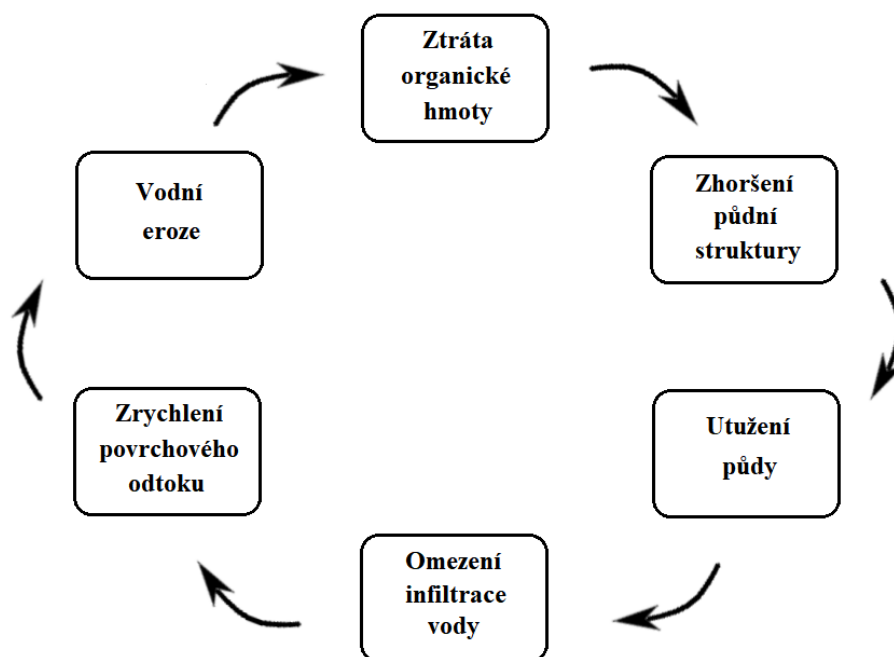 Ztráta
organické
hmoty
Zhoršení
půdní
struktury
Utužení
půdy
Omezení
infiltrace
vody
Zrychlení
povrchového
odtoku
Vodní
eroze